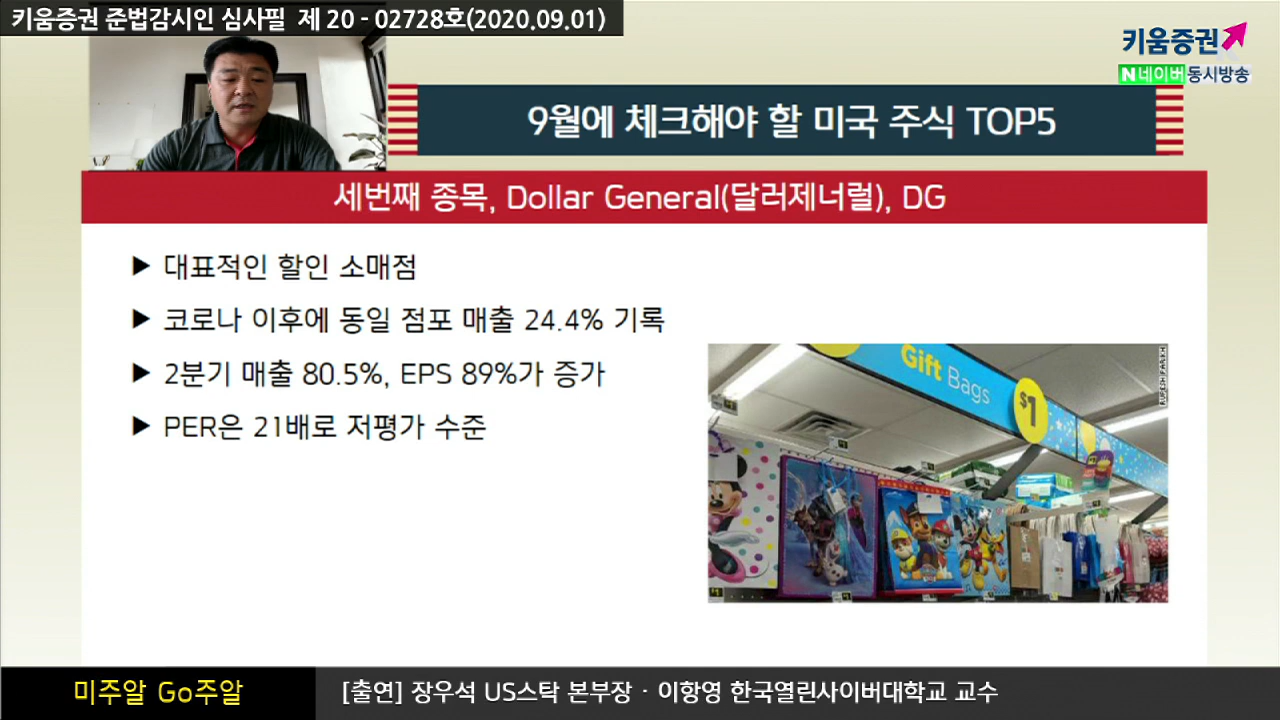 키움증권 준법감시인 심사필 제 20 - 02728호(2020.09.01)
키움증권
N 네이버 동시방송
9월에 체크해야 할 미국 주식 TOP5
세번째 종목, Dollar General(달러제너럴), DG
▶ 대표적인 할인 소매점
▶ 코로나 이후에 동일 점포 매출 24.4% 기록
▶ 2분기 매출 80.5%, EPS 89%가 증가
▶ PER은 21배로 저평가 수준
Gift Bags
$1
미주알 Go주알
[출연] 장우석 US스탁 본부장 · 이항영 한국열린사이버대학교 교수